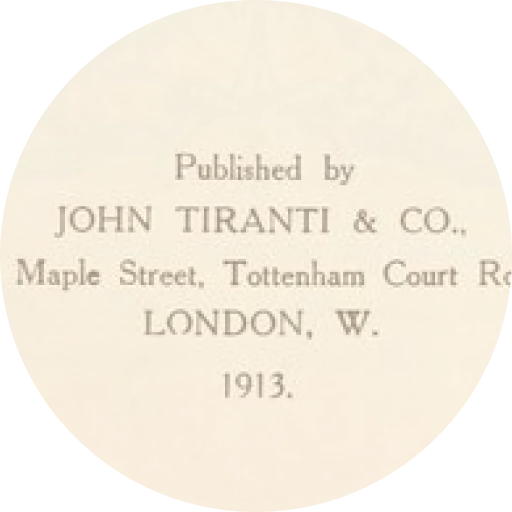 Published by
JOHN TIRANTI & CO.,
Maple Street, Tottenham Court
LONDON, W.
1913.